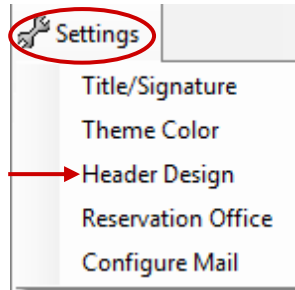 Settings
Title/Signature
Theme Color
Header Design
Reservation Office
Configure Mail